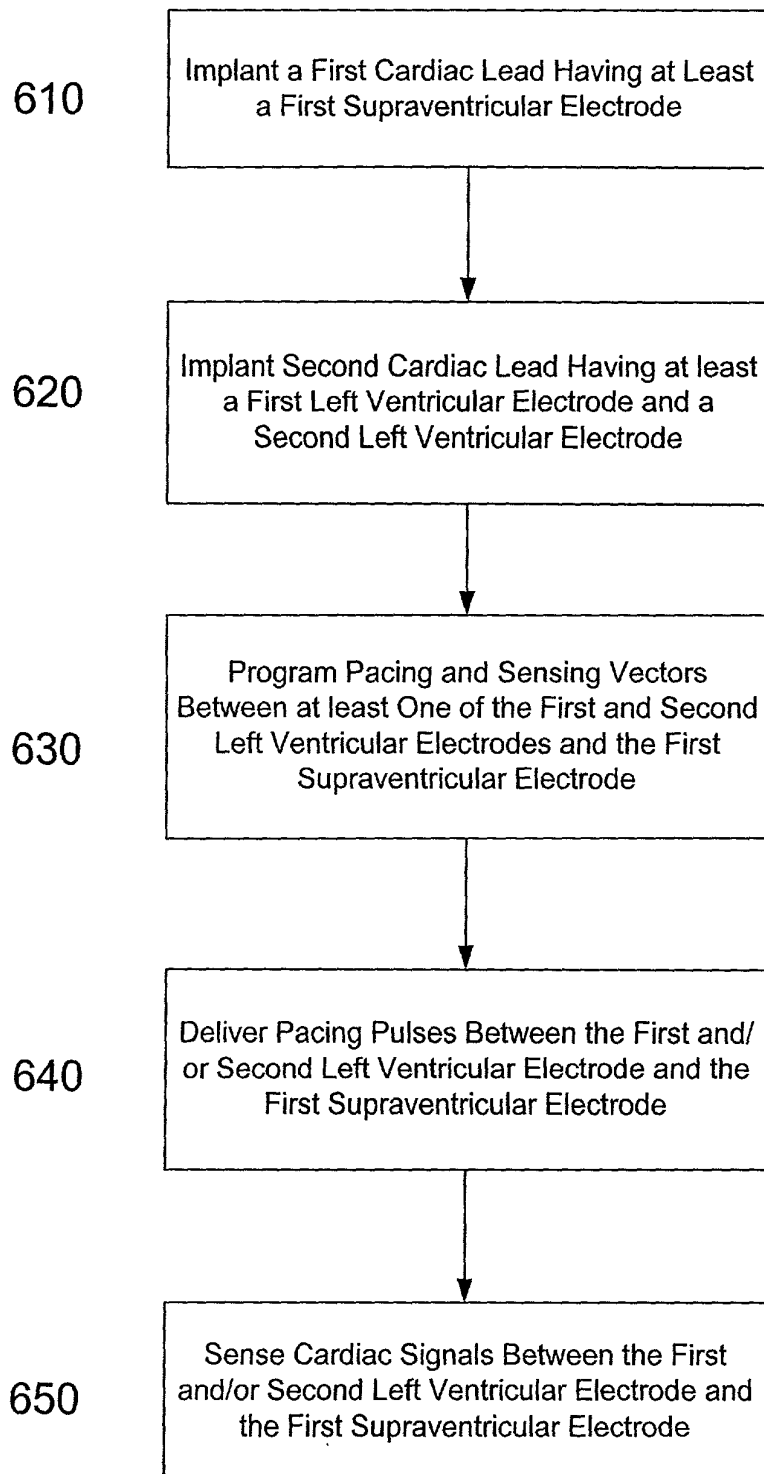 610
Implant a First Cardiac Lead Having at Least
a First Supraventricular Electrode
620
Implant Second Cardiac Lead Having at least
a First Left Ventricular Electrode and a
Second Left Ventricular Electrode
630
Program Pacing and Sensing Vectors
Between at least One of the First and Second
Left Ventricular Electrodes and the First
Supraventricular Electrode
640
Deliver Pacing Pulses Between the First and/
or Second Left Ventricular Electrode and the
First Supraventricular Electrode
650
Sense Cardiac Signals Between the First
and/or Second Left Ventricular Electrode and
the First Supraventricular Electrode